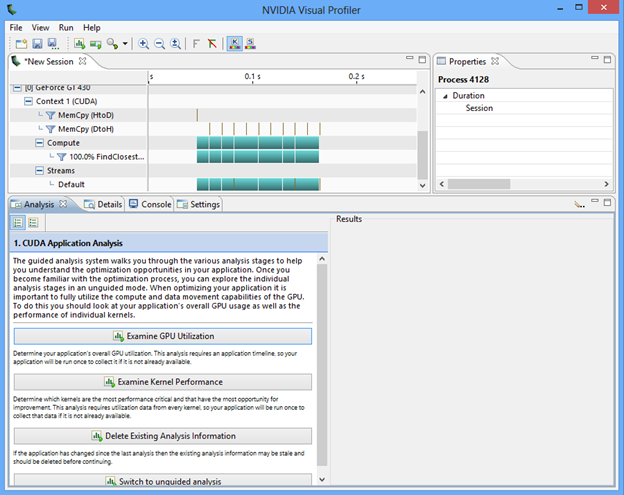 NVIDIA Visual Profiler
File View Run Help
*New Session
s 0.1 s 0.2 s
[0] GeForce GT 430
Context 1 (CUDA)
MemCpy (HtoD)
MemCpy (DtoH)
Compute
100.0% FindClosest...
Streams
Default
Properties
Process 4128
Duration
Session
Analysis Details Console Settings
1. CUDA Application Analysis
The guided analysis system walks you through the various analysis stages to help
you understand the optimization opportunities in your application. Once you
become familiar with the optimization process, you can explore the individual
analysis stages in an unguided mode. When optimizing your application it is
important to fully utilize the compute and data movement capabilities of the GPU.
To do this you should look at your application's overall GPU usage as well as the
performance of individual kernels.
Examine GPU Utilization
Determine your application's overall GPU utilization. This analysis requires an application timeline, so your
application will be run once to collect it if it is not already available.
Examine Kernel Performance
Determine which kernels are the most performance critical and that have the most opportunity for
improvement. This analysis requires utilization data from every kernel, so your application will be run once to
collect that data if it is not already available.
Delete Existing Analysis Information
If the application has changed since the last analysis then the existing analysis information may be stale and
should be deleted before continuing.
Switch to unguided analysis
Results